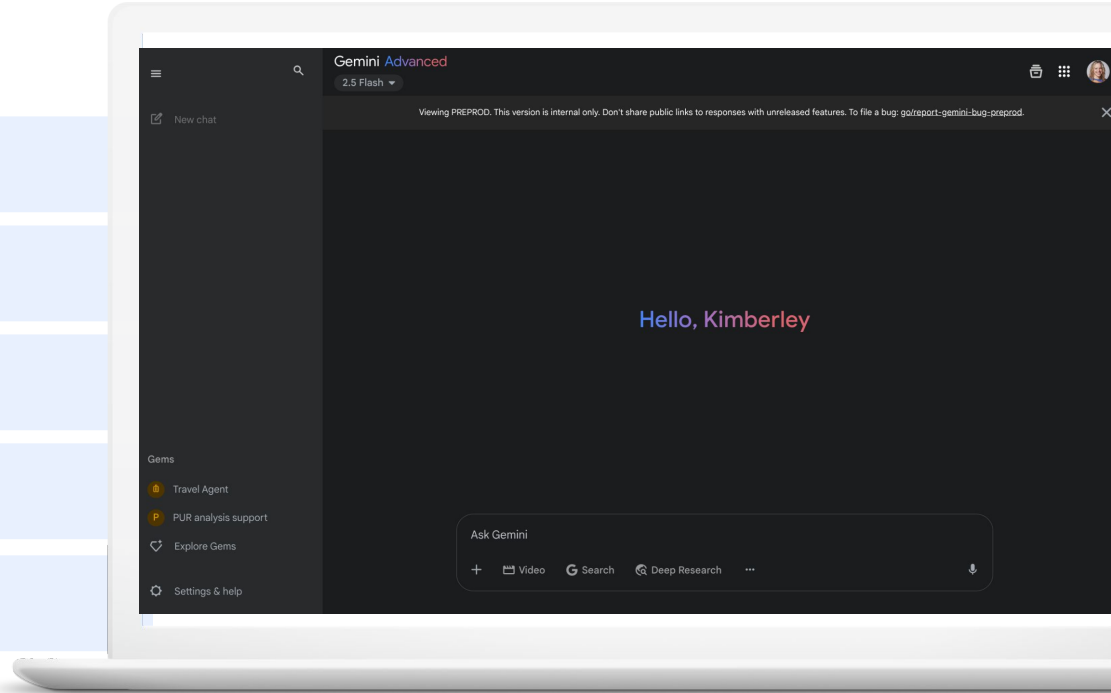 Gemini Advanced
2.5 Flash
New chat
Viewing PREPROD. This version is internal only. Don't share public links to responses with unreleased features. To file a bug: go/report-gemini-bug-preprod.
Hello, Kimberley
Gems
Travel Agent
P PUR analysis support
Explore Gems
Settings & help
Ask Gemini
Video G Search Deep Research